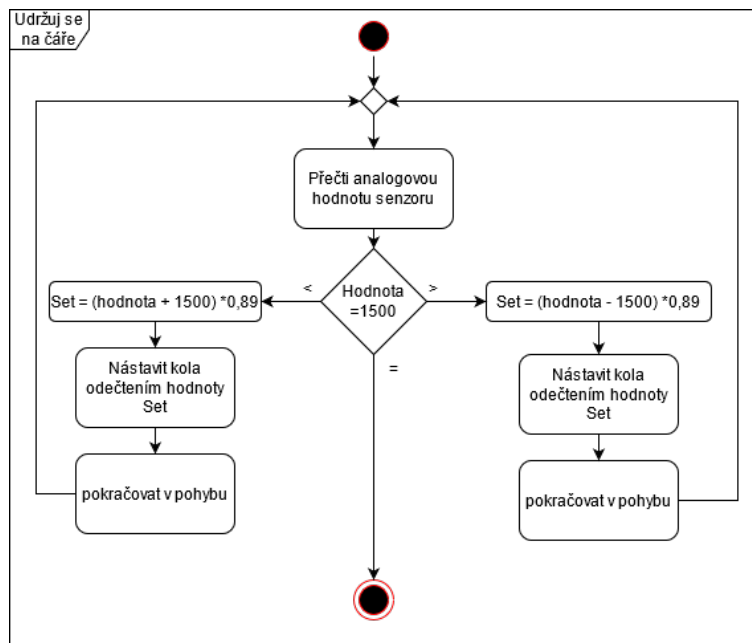 Udržuj se
na čáře
Přečti analogovou
hodnotu senzoru
<
Hodnota
=1500
>
=
Set = (hodnota + 1500) *0,89
Nástavit kola
odečtením hodnoty
Set
pokračovat v pohybu
Set = (hodnota - 1500) *0,89
Nástavit kola
odečtením hodnoty
Set
pokračovat v pohybu